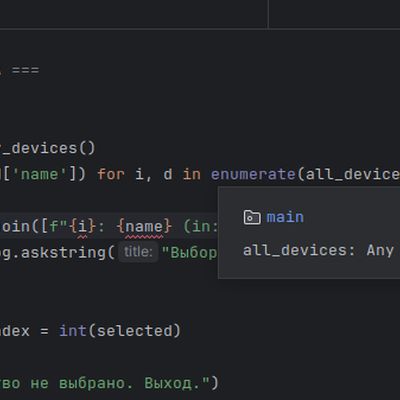 ===
_devices()
['name']) for i, d in enumerate(all_device
main
oin([f"{i}: {name} (in:
all_devices: Any
g.askstring( title: "Выбор
dex = int(selected)
во не выбрано. Выход.")